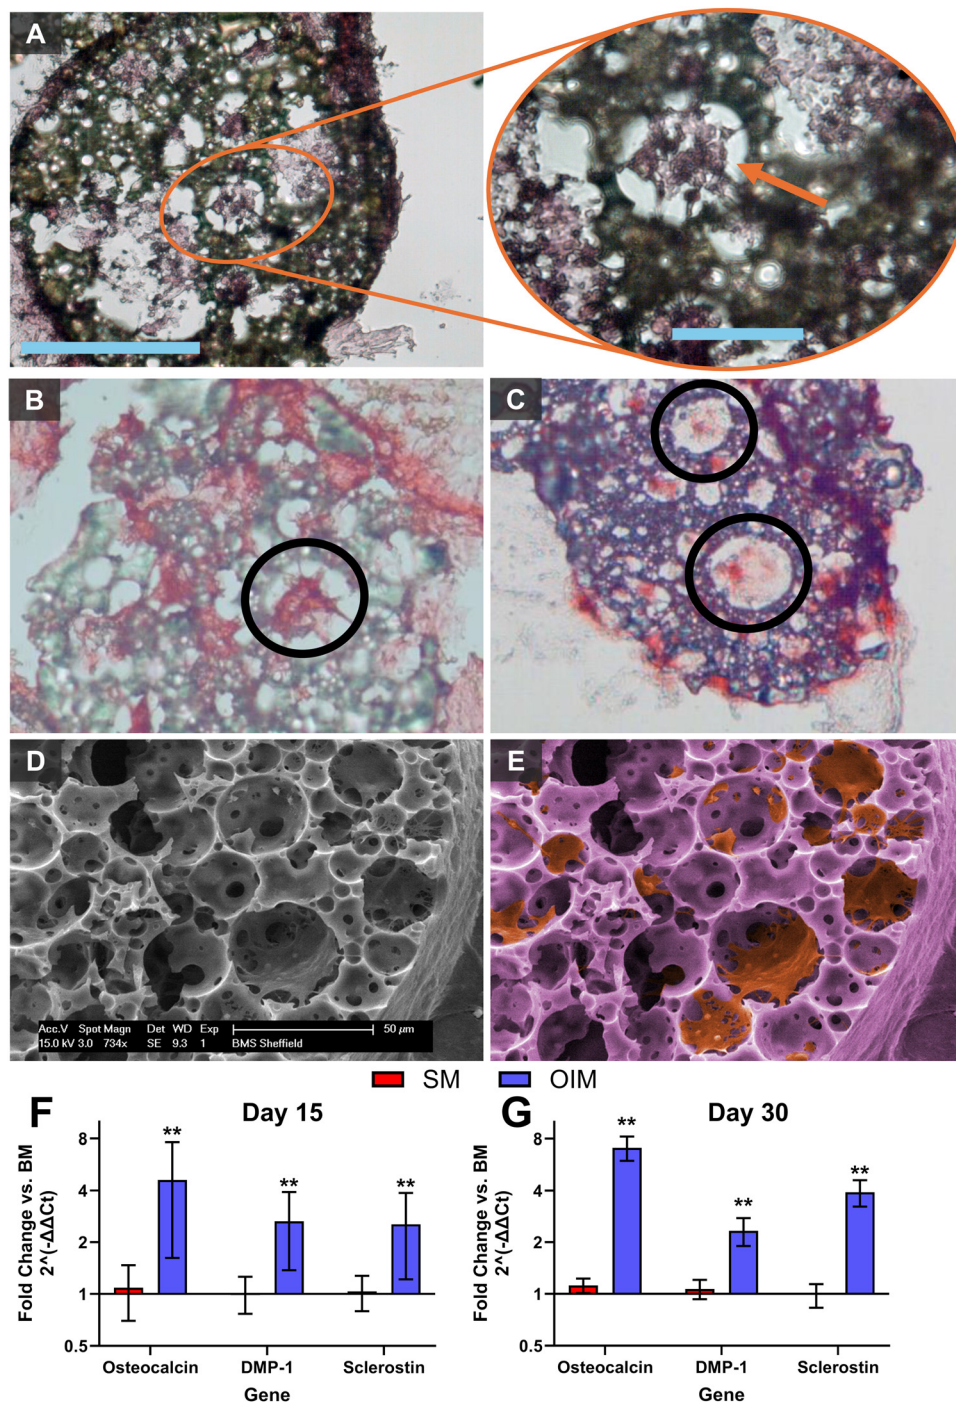 A
B
C
D
E
Acc.V Spot Magn Det WD Exp 50 µm
15.0 kV 3.0 734x SE 9.3 1 BMS Sheffield
SM OIM
F Day 15
Fold Change vs. BM
2^(-ΔΔCt)
8
4
2
1
0.5
** ** **
Osteocalcin DMP-1 Sclerostin
Gene
G Day 30
Fold Change vs. BM
2^(-ΔΔCt)
8
4
2
1
0.5
** ** **
Osteocalcin DMP-1 Sclerostin
Gene